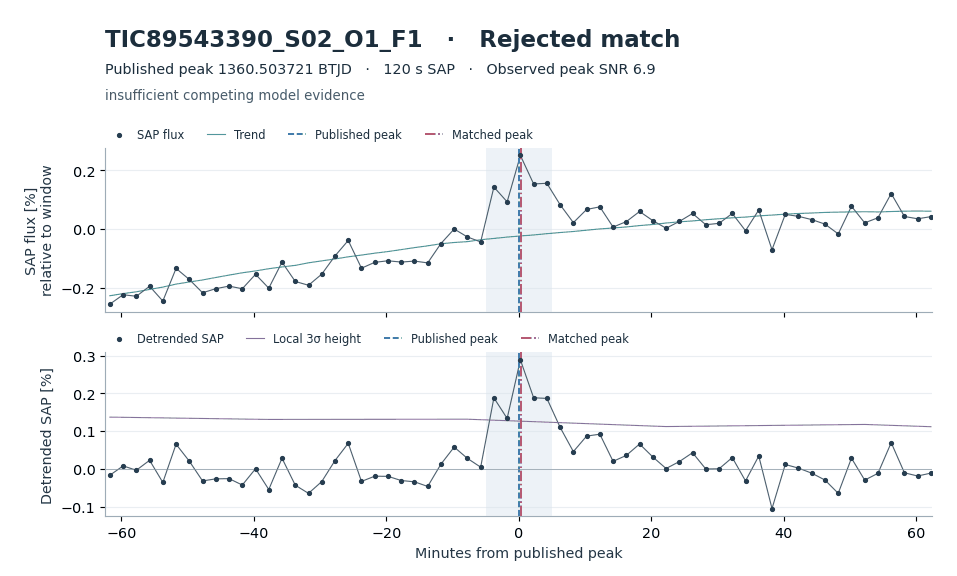 TIC89543390_S02_O1_F1 · Rejected match
Published peak 1360.503721 BTJD · 120 s SAP · Observed peak SNR 6.9
insufficient competing model evidence
SAP flux Trend Published peak Matched peak
SAP flux [%]
relative to window
0.2
0.0
−0.2
Detrended SAP Local 3σ height Published peak Matched peak
Detrended SAP [%]
0.3
0.2
0.1
0.0
−0.1
−60 −40 −20 0 20 40 60
Minutes from published peak